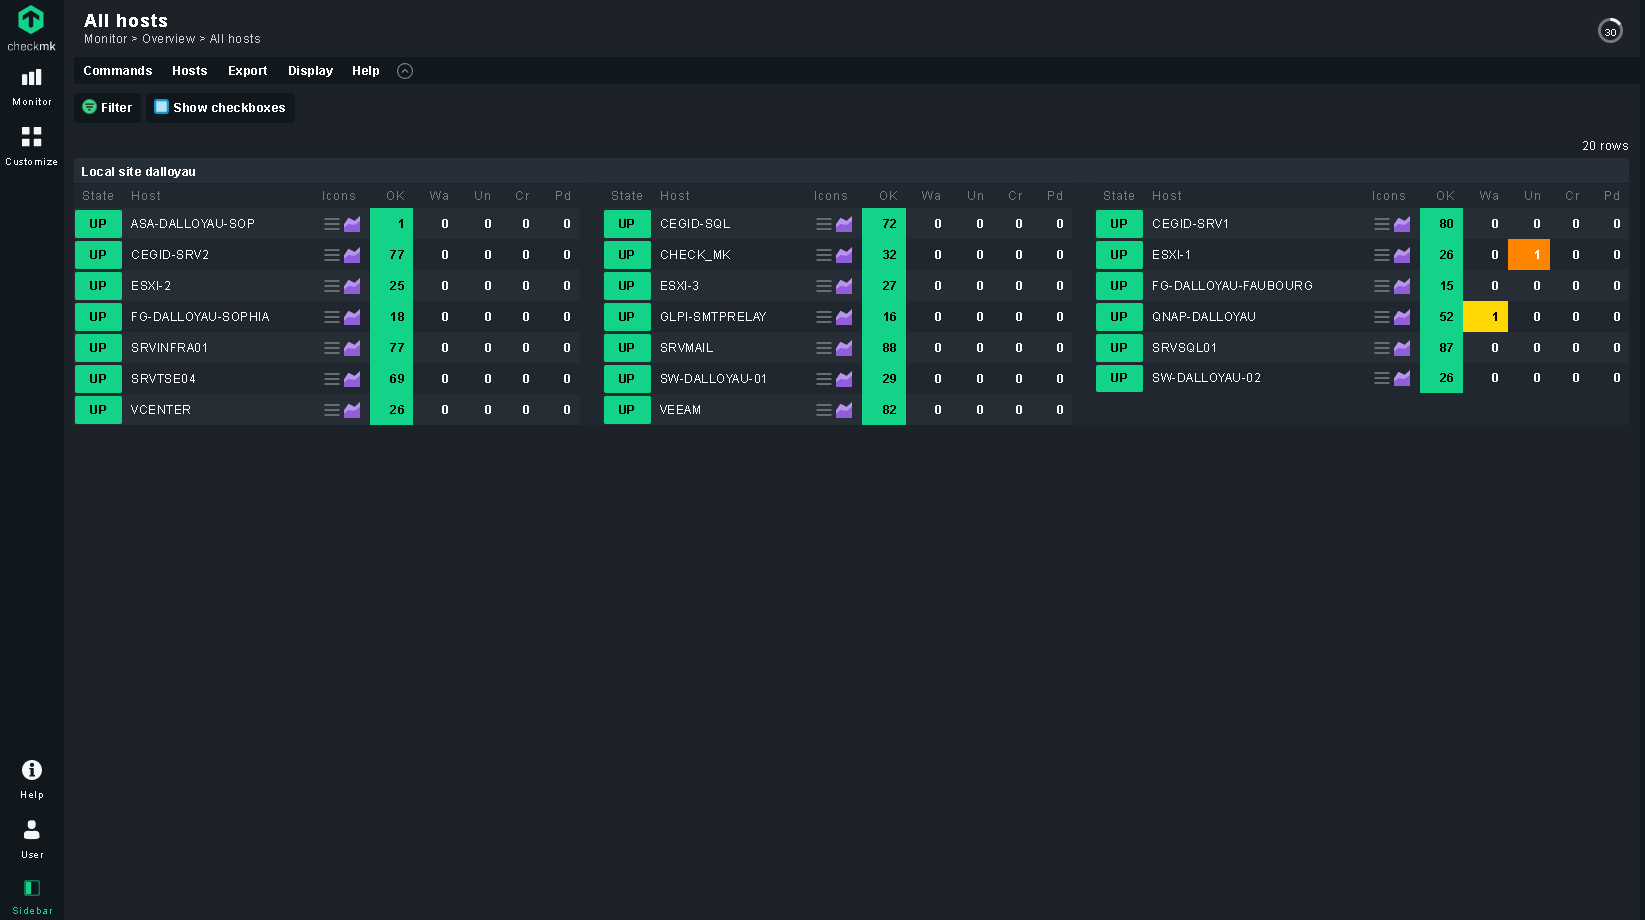 All hosts
Monitor > Overview > All hosts
30
checkmk
Monitor
Customize
Commands Hosts Export Display Help
Filter Show checkboxes
20 rows
Local site dalloyau
State Host Icons OK Wa Un Cr Pd State Host Icons OK Wa Un Cr Pd State Host Icons OK Wa Un Cr Pd
UP ASA-DALLOYAU-SOP 1 0 0 0 0 UP CEGID-SQL 72 0 0 0 0 UP CEGID-SRV1 80 0 0 0 0
UP CEGID-SRV2 77 0 0 0 0 UP CHECK_MK 32 0 0 0 0 UP ESXI-1 26 0 1 0 0
UP ESXI-2 25 0 0 0 0 UP ESXI-3 27 0 0 0 0 UP FG-DALLOYAU-FAUBOURG 15 0 0 0 0
UP FG-DALLOYAU-SOPHIA 18 0 0 0 0 UP GLPI-SMTPRELAY 16 0 0 0 0 UP QNAP-DALLOYAU 52 1 0 0 0
UP SRVINFRA01 77 0 0 0 0 UP SRVMAIL 88 0 0 0 0 UP SRVSQL01 87 0 0 0 0
UP SRVTSE04 69 0 0 0 0 UP SW-DALLOYAU-01 29 0 0 0 0 UP SW-DALLOYAU-02 26 0 0 0 0
UP VCENTER 26 0 0 0 0 UP VEEAM 82 0 0 0 0
Help
User
Sidebar